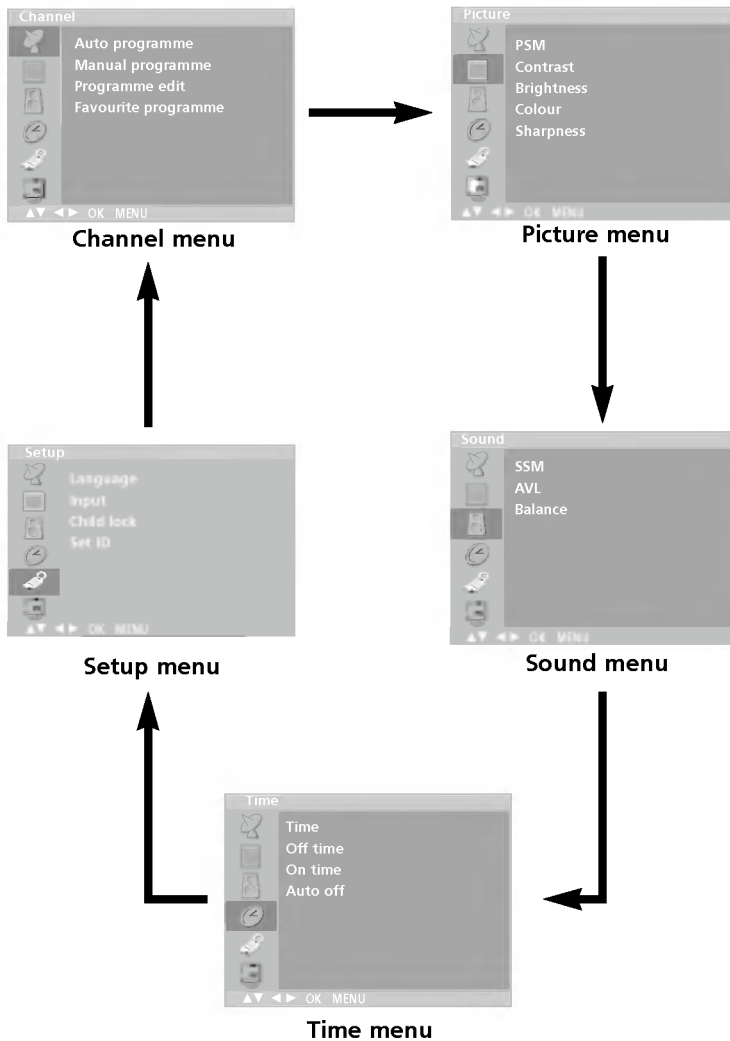 Channel
Auto programme
Manual programme
Programme edit
Favourite programme
▲▼ ◄► OK MENU
Channel menu
Picture
PSM
Contrast
Brightness
Colour
Sharpness
▲▼ ◄► OK MENU
Picture menu
Setup
Language
Input
Child lock
Set ID
▲▼ ◄► OK MENU
Setup menu
Sound
SSM
AVL
Balance
▲▼ ◄► OK MENU
Sound menu
Time
Time
Off time
On time
Auto off
▲▼ ◄► OK MENU
Time menu